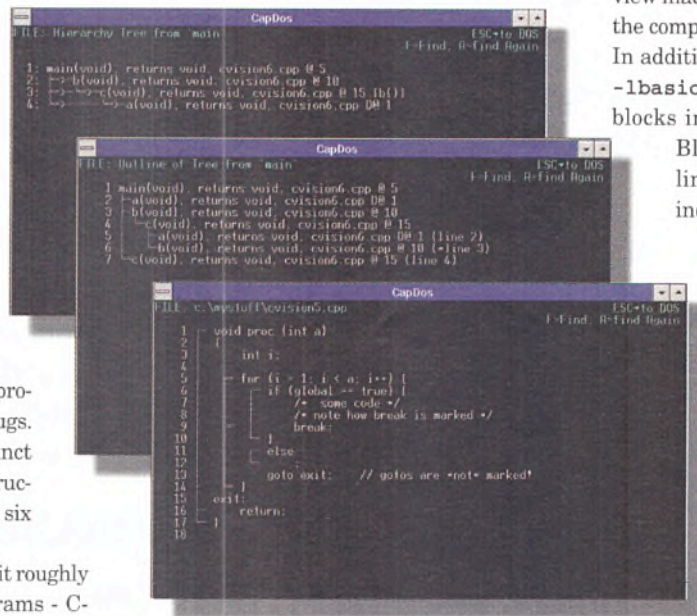 CapDos
FILE: Hierarchy Tree from 'main' ESC→to DOS
F-Find, A-find Again
1: main(void), returns void, cvision6.cpp @ 5
2: b(void), returns void, cvision6.cpp @ 10
3: c(void), returns void, cvision6.cpp @ 15 [b()]
4: a(void), returns void, cvision6.cpp D@ 1
CapDos
FILE: Outline of Tree from 'main' ESC→to DOS
F-Find, A-find Again
1 main(void), returns void, cvision6.cpp @ 5
2 a(void), returns void, cvision6.cpp D@ 1
3 b(void), returns void, cvision6.cpp @ 10
4 c(void), returns void, cvision6.cpp @ 15
5 a(void), returns void, cvision6.cpp D@ 1 (line 2)
6 b(void), returns void, cvision6.cpp @ 10 (*line 3)
7 c(void), returns void, cvision6.cpp @ 15 (line 4)
CapDos
FILE: c:\mystuff\cvision5.cpp ESC→to DOS
F-Find, A-find Again
1 void proc (int a)
2 {
3 int i;
4
5 for (i = 1; i < a; i++) {
6 if (global == true) {
7 /* some code */
8 /* note how break is marked */
9 break;
10 }
11 else
12 ;
13 goto exit; // gotos are *not* marked!
14 }
15 exit:
16 return;
17 }
18
view
the comp
In additi
-lbasic
blocks in
Bl
lin
in
pro-
ugs.
nct
ruc-
six
it roughly
rams - C-